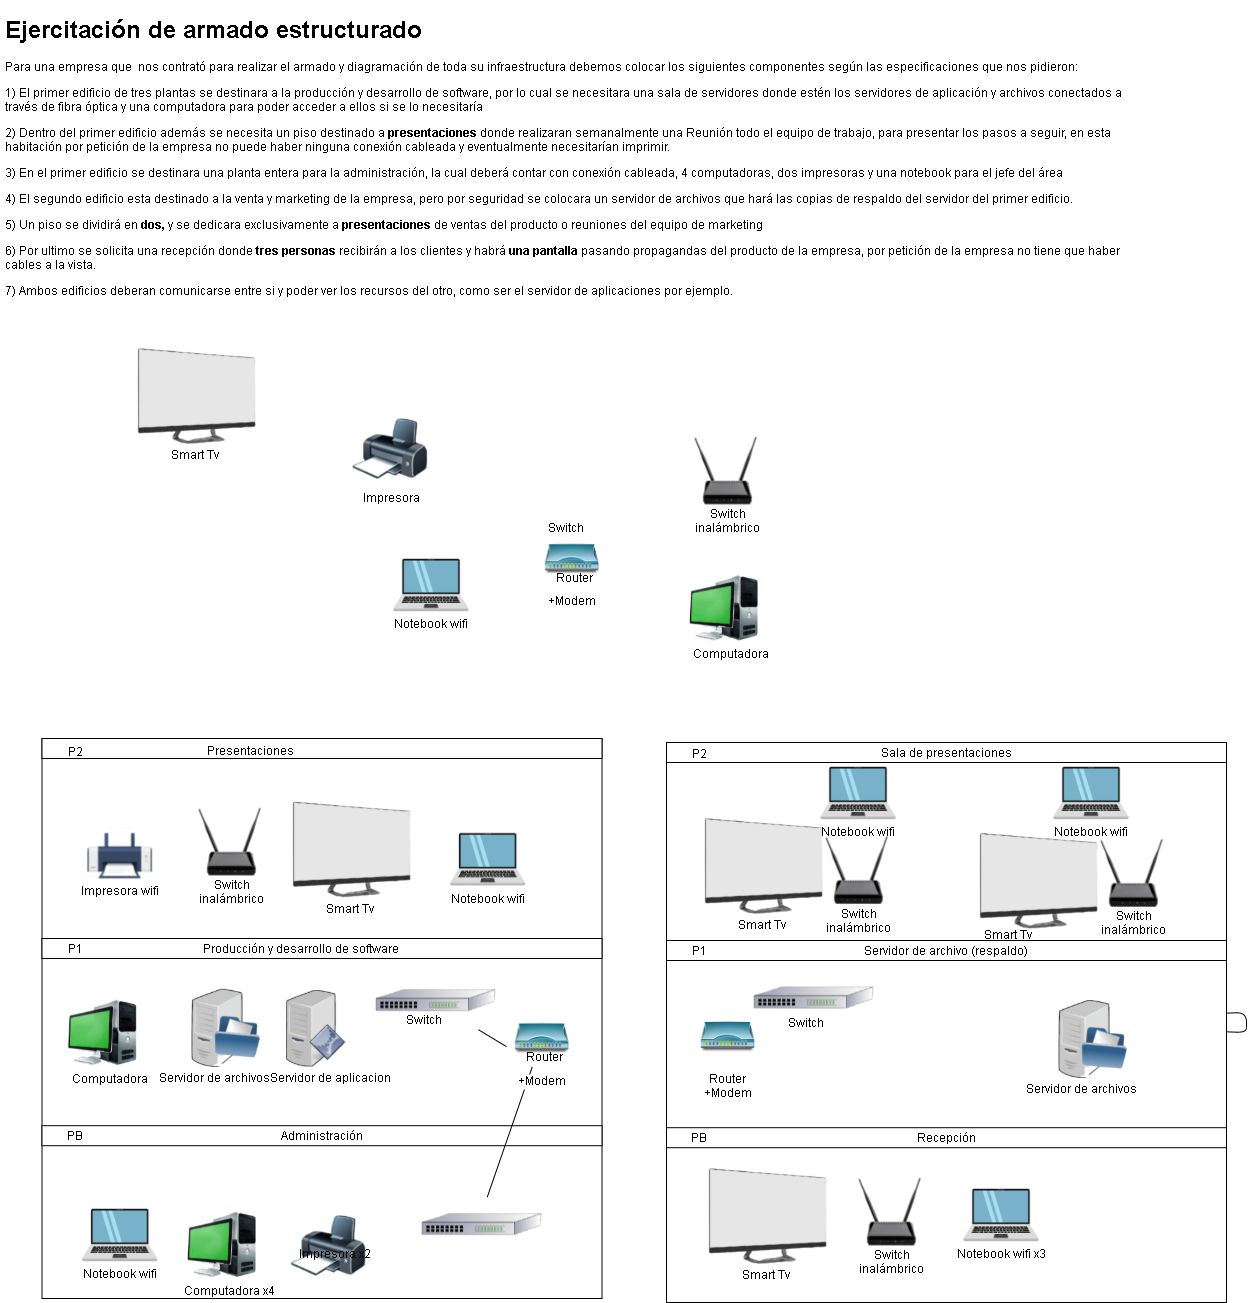 Ejercitación de armado estructurado
Para una empresa que  nos contrató para realizar el armado y diagramación de toda su infraestructura debemos colocar los siguientes componentes según las especificaciones que nos pidieron:
1) El primer edificio de tres plantas se destinara a la producción y desarrollo de software, por lo cual se necesitara una sala de servidores donde estén los servidores de aplicación y archivos conectados a
través de fibra óptica y una computadora para poder acceder a ellos si se lo necesitaría
2) Dentro del primer edificio además se necesita un piso destinado a presentaciones donde realizaran semanalmente una Reunión todo el equipo de trabajo, para presentar los pasos a seguir, en esta
habitación por petición de la empresa no puede haber ninguna conexión cableada y eventualmente necesitarían imprimir.
3) En el primer edificio se destinara una planta entera para la administración, la cual deberá contar con conexión cableada, 4 computadoras, dos impresoras y una notebook para el jefe del área
4) El segundo edificio esta destinado a la venta y marketing de la empresa, pero por seguridad se colocara un servidor de archivos que hará las copias de respaldo del servidor del primer edificio.
5) Un piso se dividirá en dos, y se dedicara exclusivamente a presentaciones de ventas del producto o reuniones del equipo de marketing
6) Por ultimo se solicita una recepción donde tres personas recibirán a los clientes y habrá una pantalla pasando propagandas del producto de la empresa, por petición de la empresa no tiene que haber
cables a la vista.
7) Ambos edificios deberan comunicarse entre si y poder ver los recursos del otro, como ser el servidor de aplicaciones por ejemplo.
Smart Tv
Impresora
Switch
inalámbrico
Switch
Router
+Modem
Notebook wifi
Computadora
P2 Presentaciones
Impresora wifi
Switch
inalámbrico
Smart Tv
Notebook wifi
P1 Producción y desarrollo de software
Computadora
Servidor de archivos
Servidor de aplicacion
Switch
Router
+Modem
PB Administración
Notebook wifi
Computadora x4
Impresora x2
P2 Sala de presentaciones
Notebook wifi
Notebook wifi
Smart Tv
Switch
inalámbrico
Smart Tv
Switch
inalámbrico
P1 Servidor de archivo (respaldo)
Switch
Router
+Modem
Servidor de archivos
PB Recepción
Smart Tv
Switch
inalámbrico
Notebook wifi x3